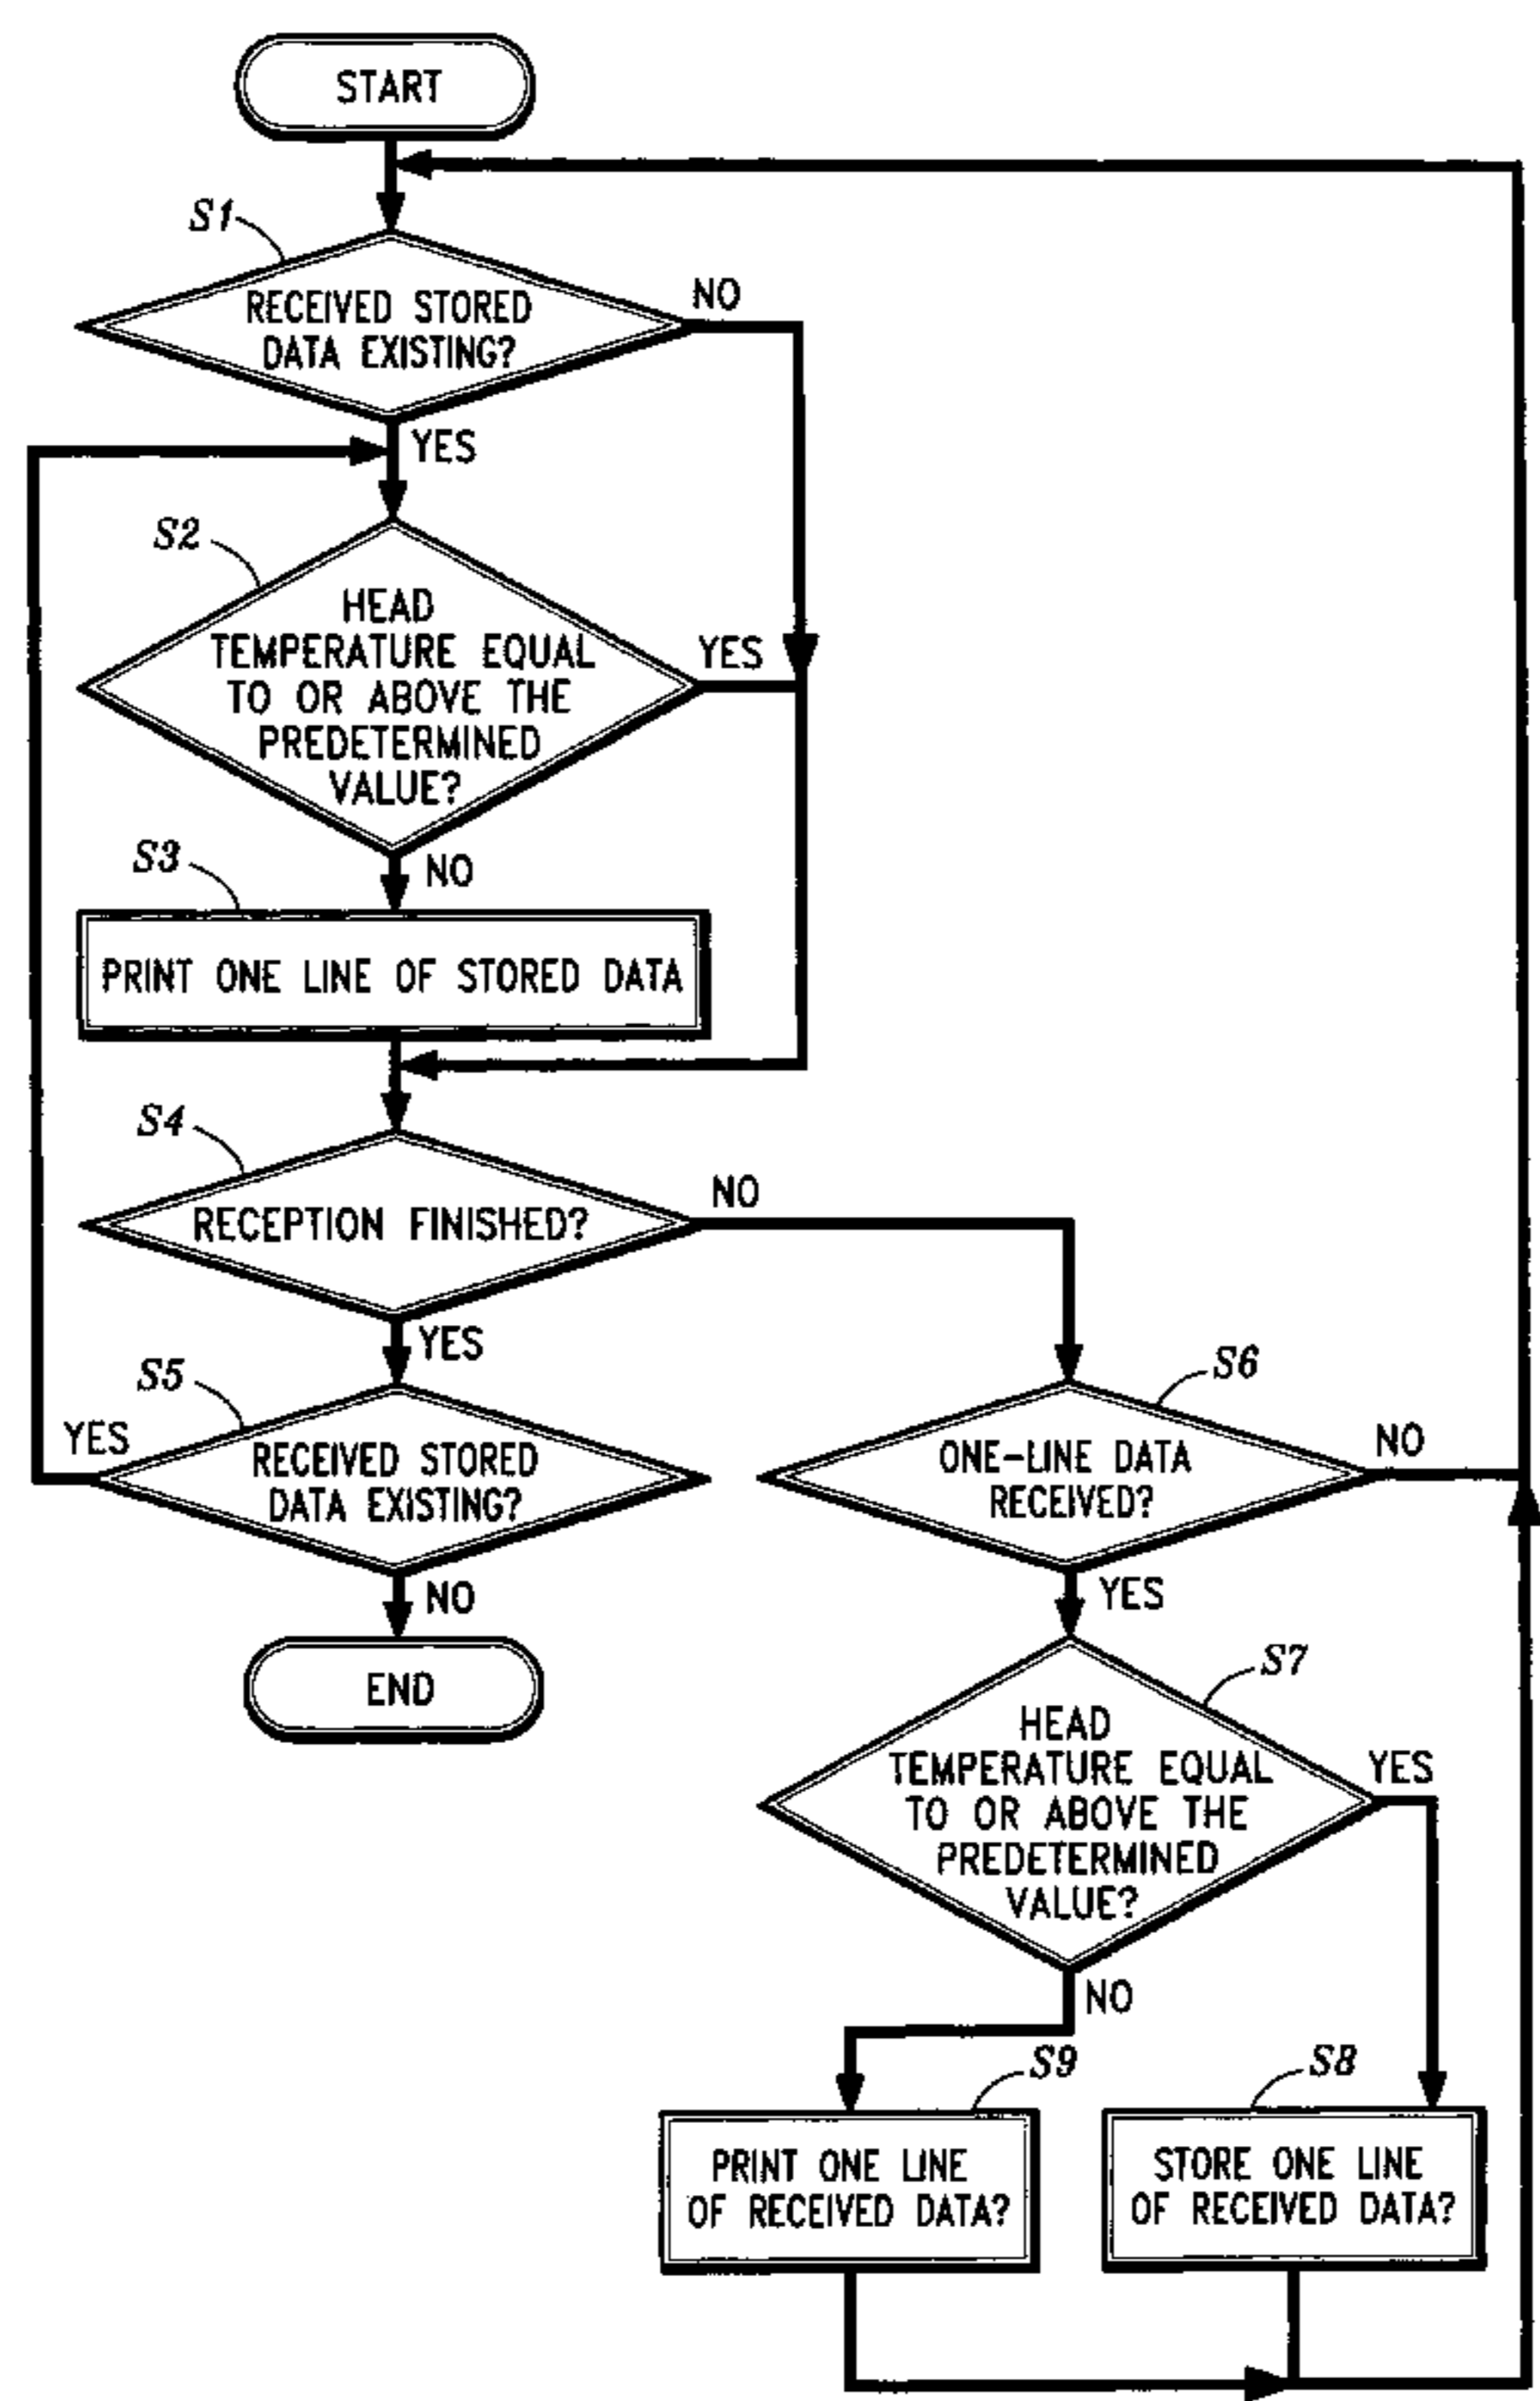 START
S1
RECEIVED STORED
DATA EXISTING?
NO
YES
S2
HEAD
TEMPERATURE EQUAL
TO OR ABOVE THE
PREDETERMINED
VALUE?
YES
NO
S3
PRINT ONE LINE OF STORED DATA
S4
RECEPTION FINISHED?
NO
YES
S5
YES
RECEIVED STORED
DATA EXISTING?
NO
END
S6
ONE-LINE DATA
RECEIVED?
NO
YES
S7
HEAD
TEMPERATURE EQUAL
TO OR ABOVE THE
PREDETERMINED
VALUE?
YES
NO
S9
PRINT ONE LINE
OF RECEIVED DATA?
S8
STORE ONE LINE
OF RECEIVED DATA?